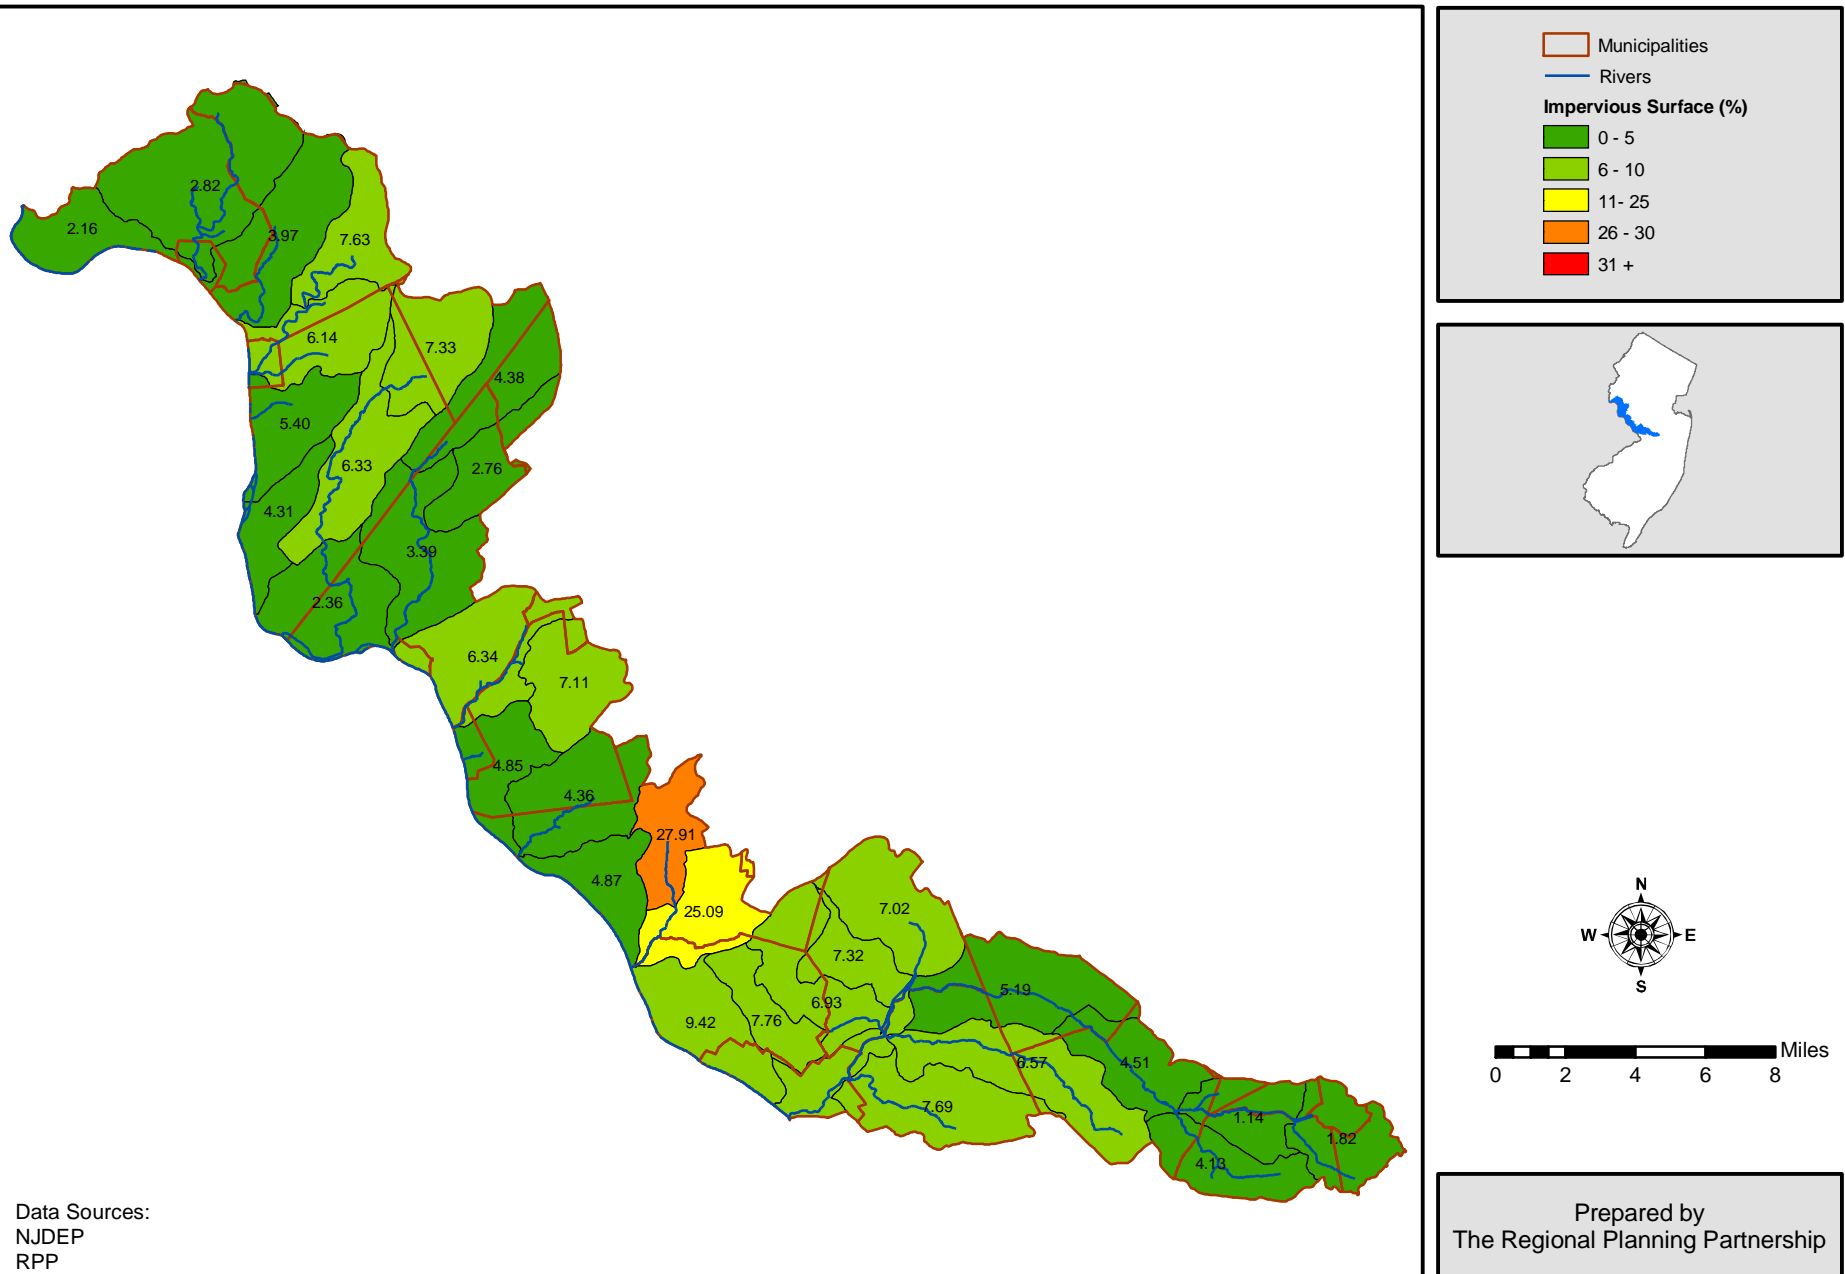 Municipalities
Rivers
Impervious Surface (%)
0 - 5
6 - 10
11- 25
26 - 30
31 +
2.82
2.16
3.97
7.63
6.14
7.33
4.38
5.40
6.33
2.76
4.31
3.39
2.36
6.34
7.11
4.85
4.36
27.91
4.87
25.09
7.02
7.32
5.19
6.93
9.42
7.76
6.57
4.51
7.69
1.14
1.82
4.13
N
W
E
S
Miles
0 2 4 6 8
Data Sources:
NJDEP
RPP
Prepared by
The Regional Planning Partnership